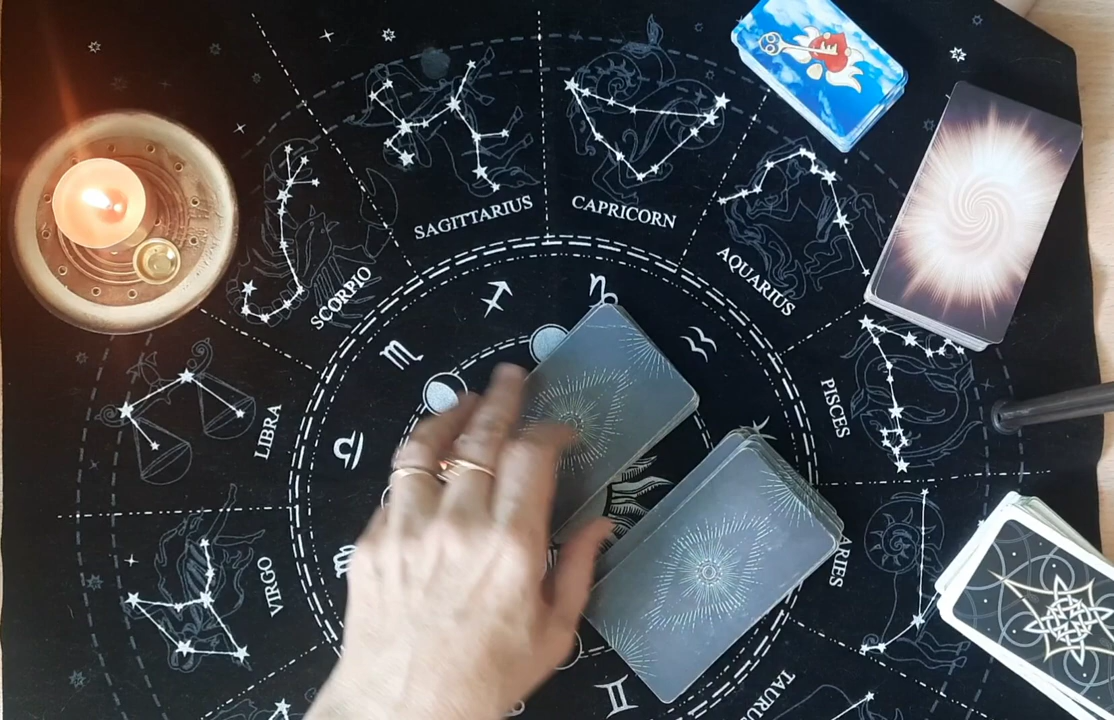 SAGITTARIUS
CAPRICORN
SCORPIO
AQUARIUS
LIBRA
PISCES
VIRGO
ARIES
TAURUS